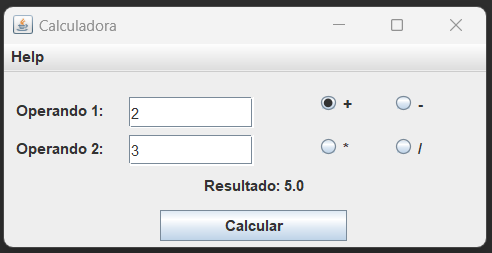 Calculadora
Help
Operando 1: 2 + -
Operando 2: 3 * /
Resultado: 5.0
Calcular